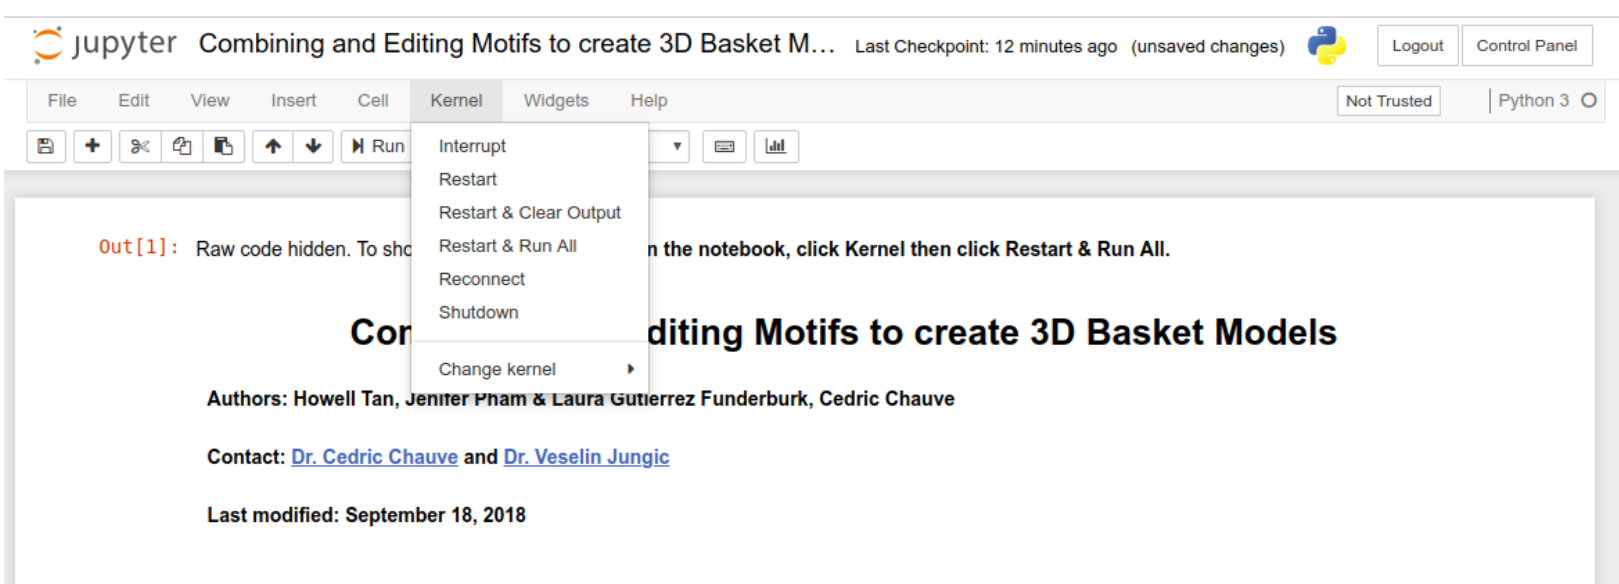 jupyter Combining and Editing Motifs to create 3D Basket M... Last Checkpoint: 12 minutes ago (unsaved changes) Logout Control Panel
File Edit View Insert Cell Kernel Widgets Help Not Trusted Python 3
Run
Interrupt
Restart
Restart & Clear Output
Restart & Run All
Reconnect
Shutdown
Change kernel
Out[1]: Raw code hidden. To the notebook, click Kernel then click Restart & Run All.
Motifs to create 3D Basket Models
Authors: Howell Tan, Jenifer Pham & Laura Gutierrez Funderburk, Cedric Chauve
Contact: Dr. Cedric Chauve and Dr. Veselin Jungic
Last modified: September 18, 2018